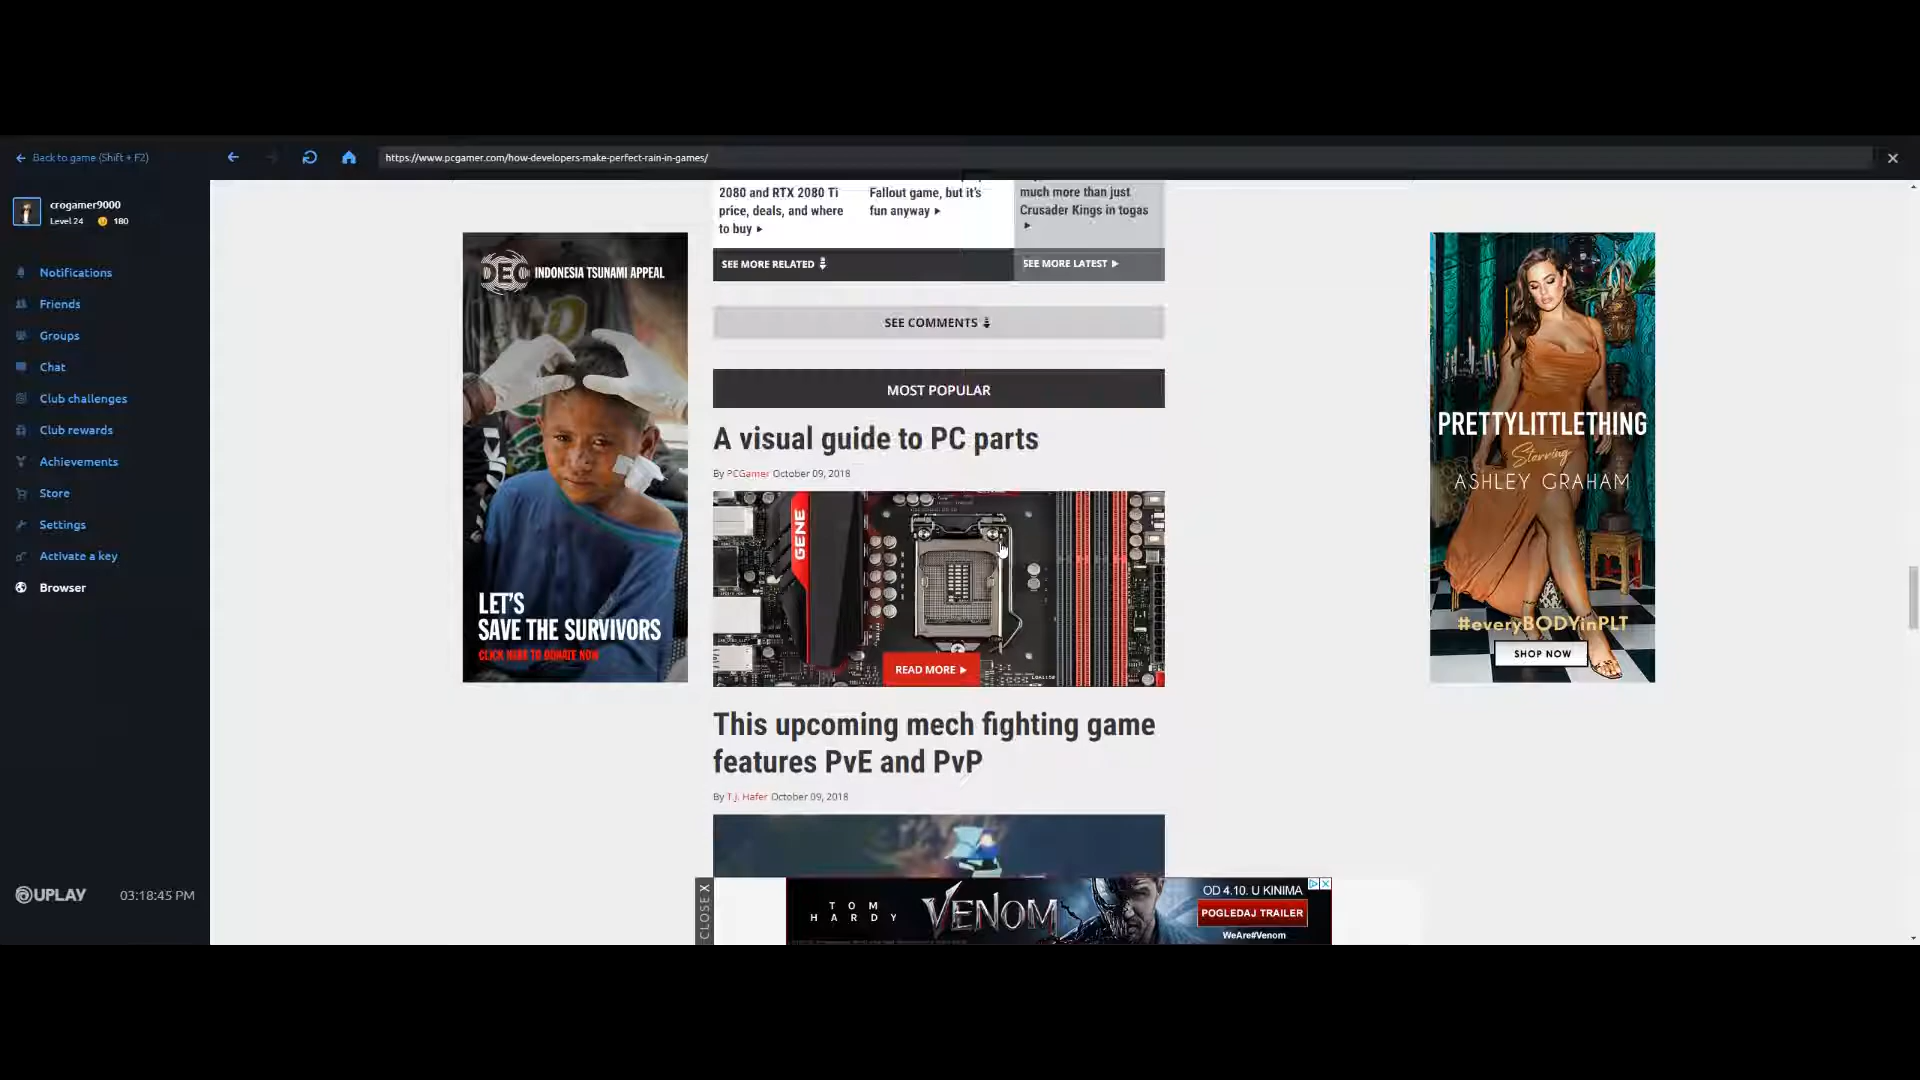 Back to game (Shift + F2)
https://www.pcgamer.com/how-developers-make-perfect-rain-in-games/
crogamer9000
Level 24 180
Notifications
Friends
Groups
Chat
Club challenges
Club rewards
Achievements
Store
Settings
Activate a key
Browser
UPLAY 03:18:45 PM
DEC INDONESIA TSUNAMI APPEAL
LET'S
SAVE THE SURVIVORS
CLICK HERE TO DONATE NOW
2080 and RTX 2080 Ti
price, deals, and where
to buy
Fallout game, but it's
fun anyway
much more than just
Crusader Kings in togas
SEE MORE RELATED
SEE MORE LATEST
SEE COMMENTS
MOST POPULAR
A visual guide to PC parts
By PCGamer October 09, 2018
GENE
READ MORE
This upcoming mech fighting game
features PvE and PvP
By T.J. Hafer October 09, 2018
CLOSE X
TOM
HARDY
VENOM
OD 4.10. U KINIMA
POGLEDAJ TRAILER
WeAre#Venom
PRETTYLITTLETHING
Starring
ASHLEY GRAHAM
#everyBODYinPLT
SHOP NOW